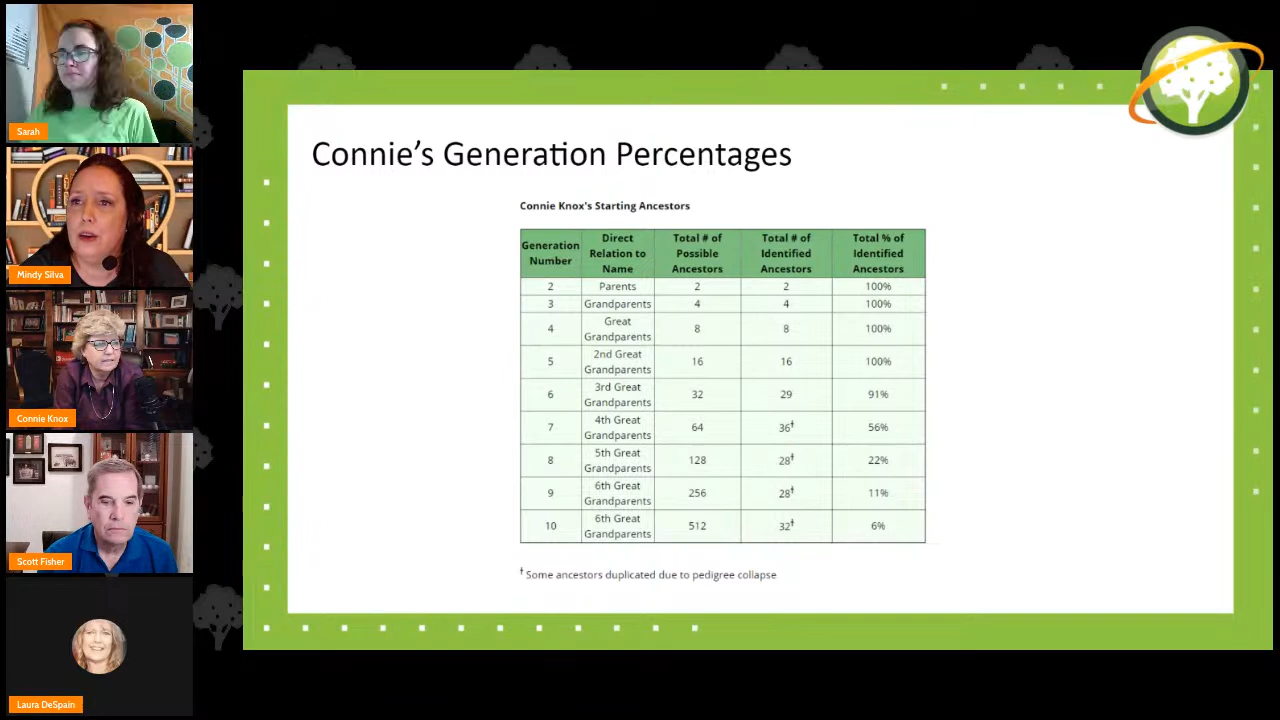 Sarah
Mindy Silva
Connie Knox
Scott Fisher
Laura DeSpain
Connie's Generation Percentages
Connie Knox's Starting Ancestors
Generation Number Direct Relation to Name Total # of Possible Ancestors Total # of Identified Ancestors Total % of Identified Ancestors
2 Parents 2 2 100%
3 Grandparents 4 4 100%
4 Great Grandparents 8 8 100%
5 2nd Great Grandparents 16 16 100%
6 3rd Great Grandparents 32 29 91%
7 4th Great Grandparents 64 36† 56%
8 5th Great Grandparents 128 28† 22%
9 6th Great Grandparents 256 28† 11%
10 6th Great Grandparents 512 32† 6%
† Some ancestors duplicated due to pedigree collapse